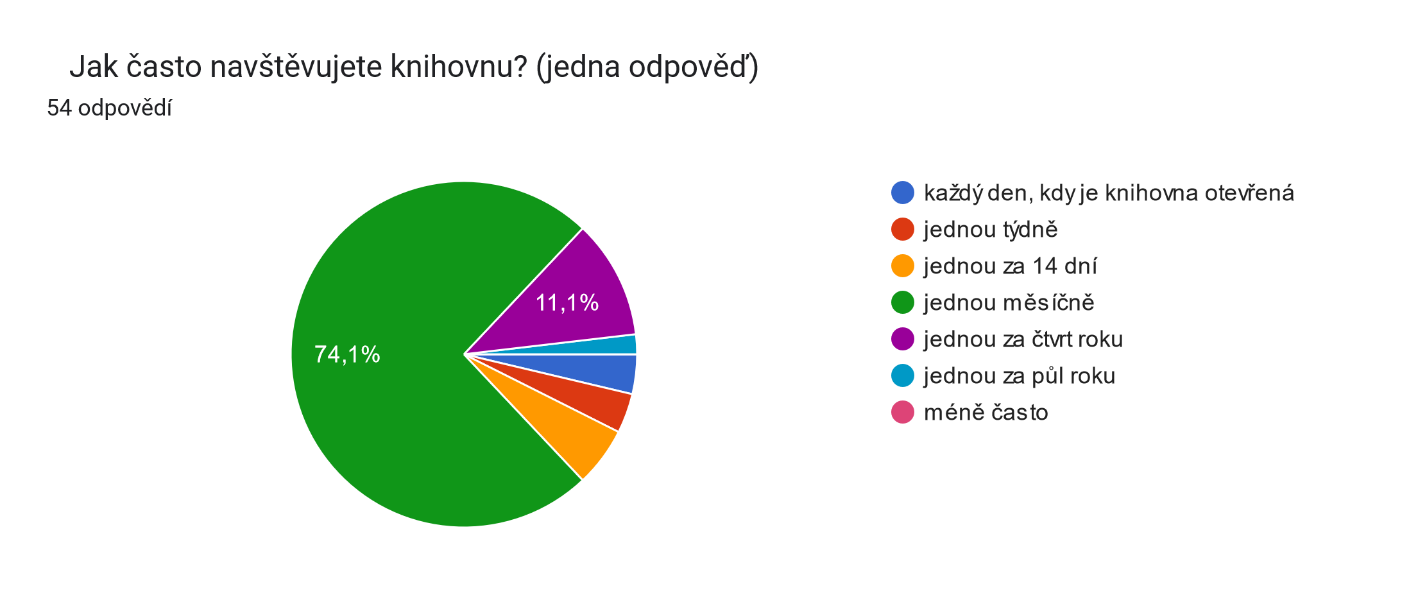 Jak často navštěvujete knihovnu? (jedna odpověď)
54 odpovědí
každý den, kdy je knihovna otevřená
jednou týdně
jednou za 14 dní
jednou měsíčně
jednou za čtvrt roku
jednou za půl roku
méně často
11,1%
74,1%